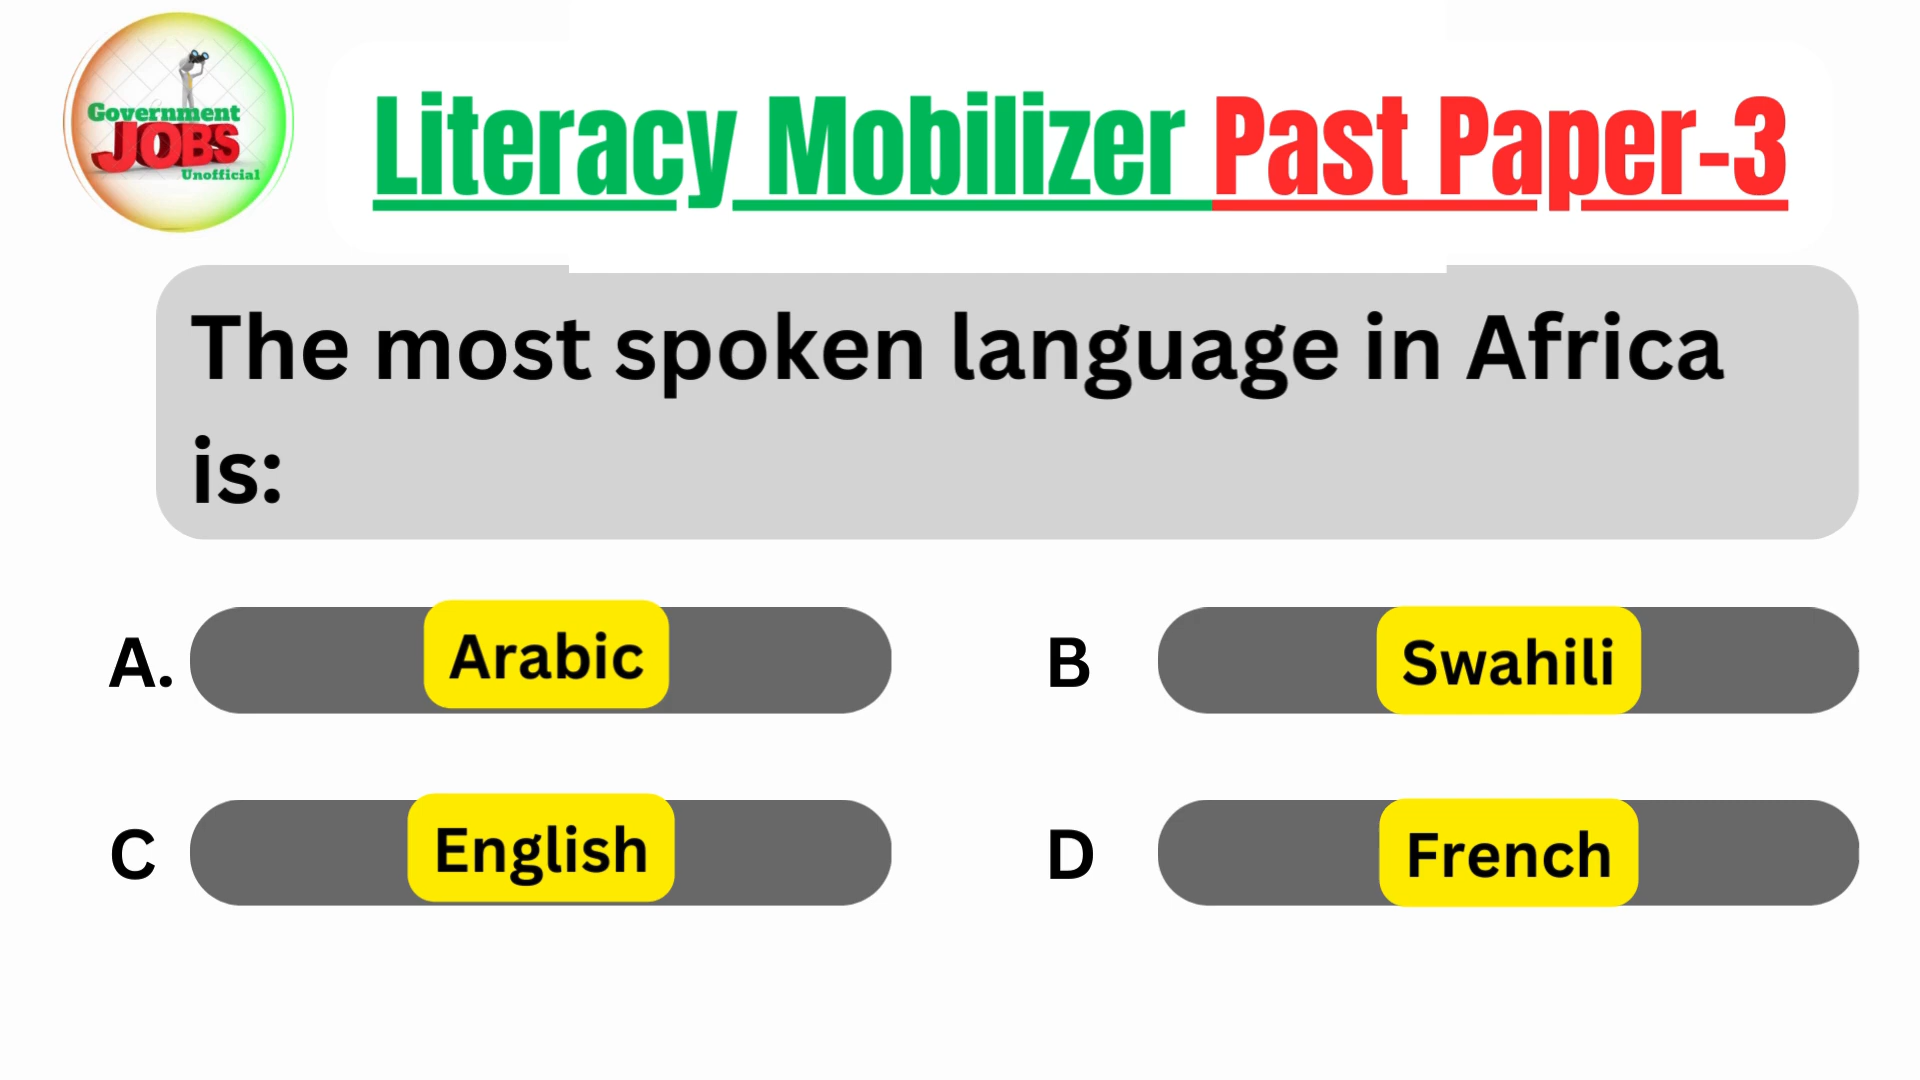 Government
JOBS
Unofficial
Literacy Mobilizer Past Paper-3
The most spoken language in Africa
is:
A. Arabic
B Swahili
C English
D French